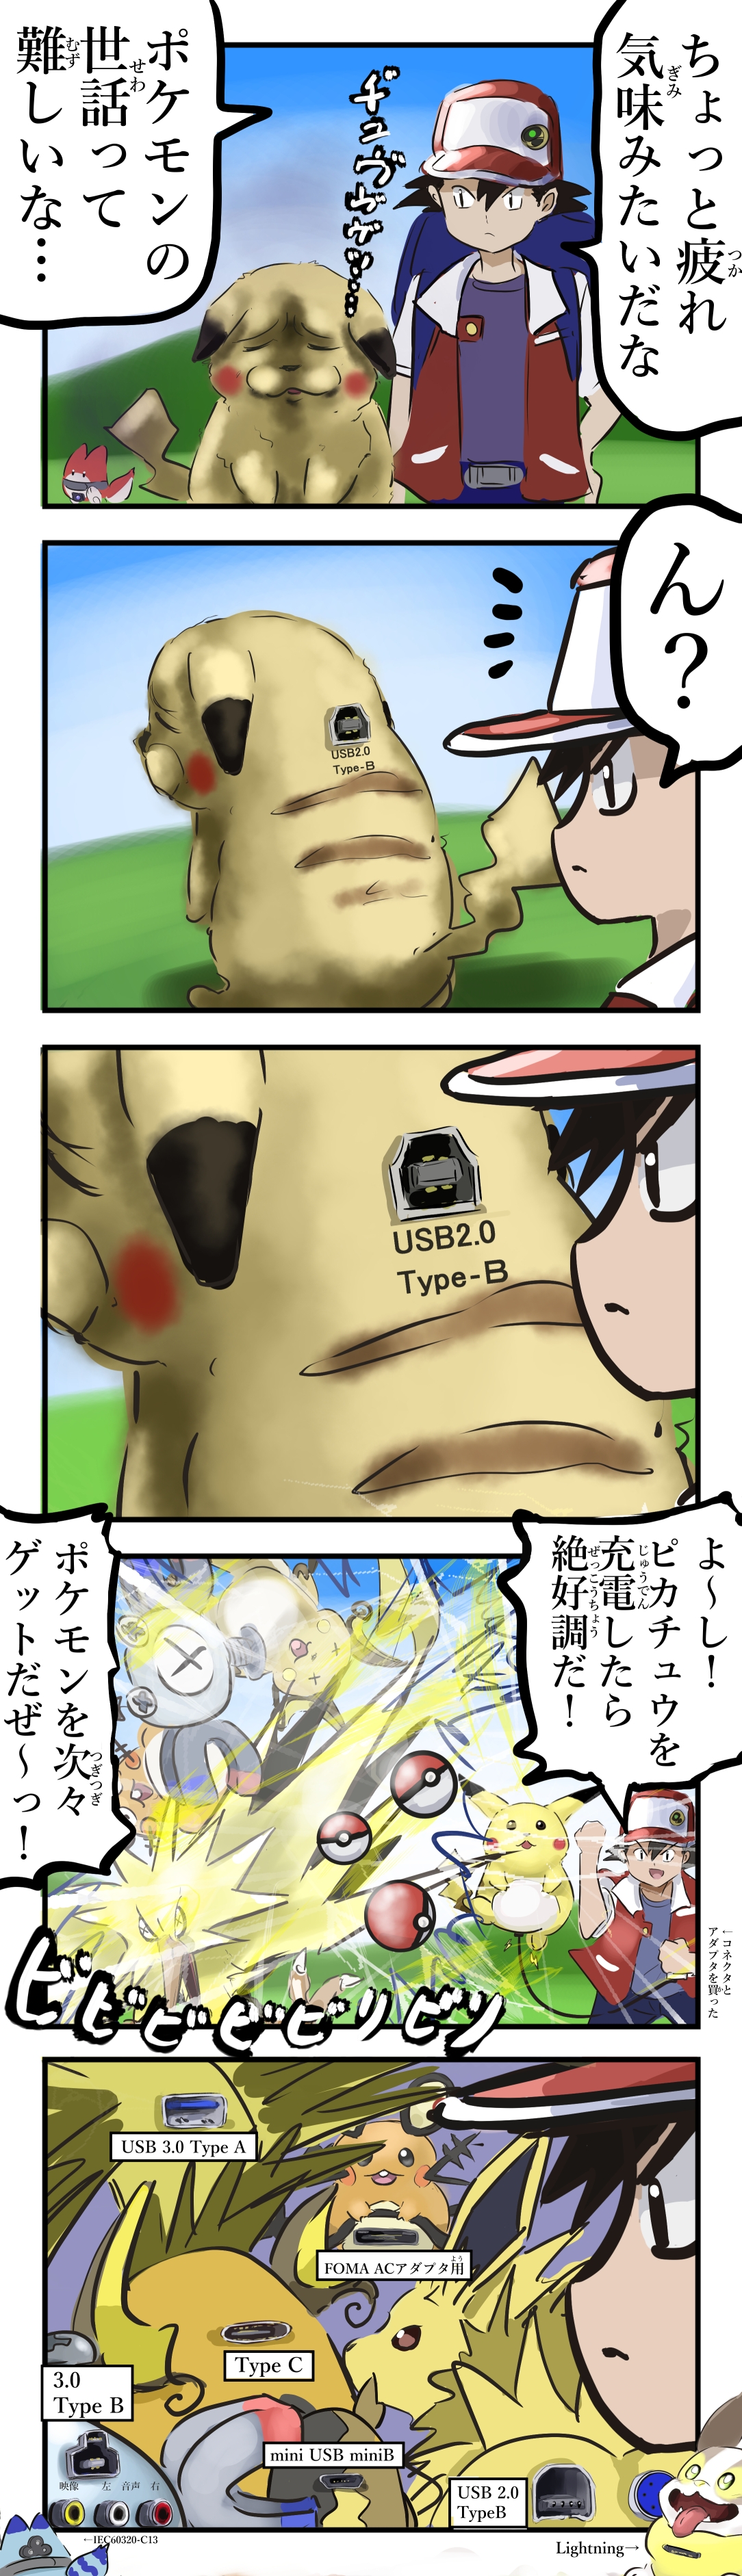 ちょっと疲れ
気味みたいだな
ヂュヴヴヴッ…
ポケモンの
世話って
難しいな…
ん?
USB2.0
Type-B
USB2.0
Type-B
よ〜し!
ピカチュウを
充電したら
絶好調だ!
ポケモンを次々
ゲットだぜ〜っ!
←コネクタと
アダプタを買った
ビビビビビリビリ
USB 3.0 Type A
FOMA ACアダプタ用
Type C
3.0
Type B
mini USB miniB
USB 2.0
TypeB
映像 左 音声 右
←IEC60320-C13
Lightning→